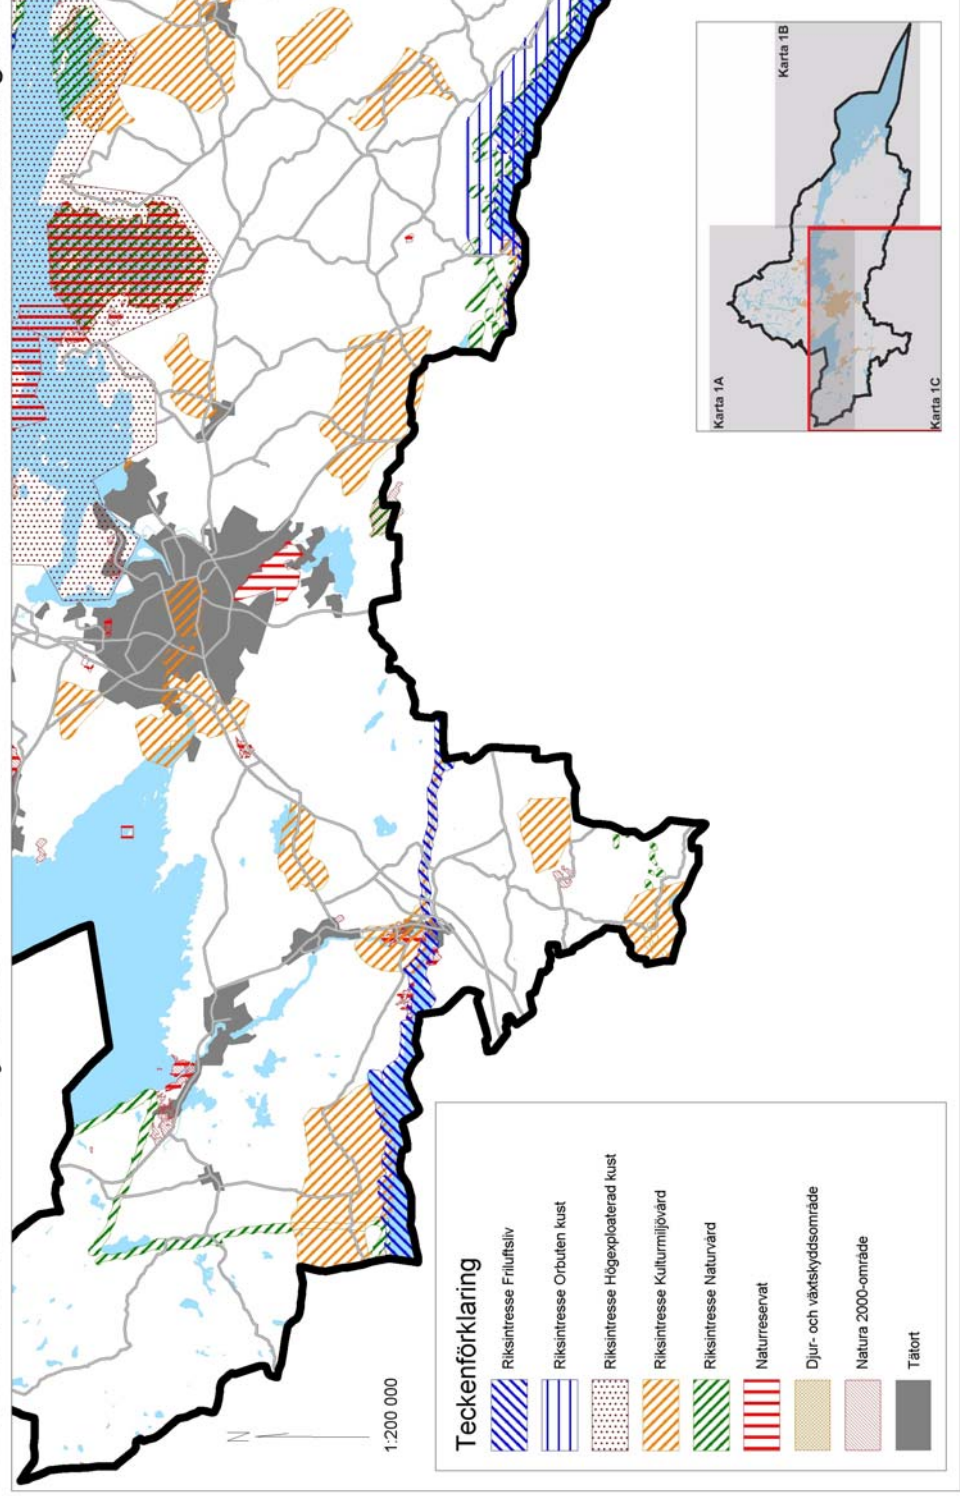 Karta 1A
Karta 1B
Karta 1C
N
1:200 000
Teckenförklaring
Riksintresse Friluftsliv
Riksintresse Orbuten kust
Riksintresse Högexploaterad kust
Riksintresse Kulturmiljövård
Riksintresse Naturvård
Naturreservat
Djur- och växtskyddsområde
Natura 2000-område
Tätort